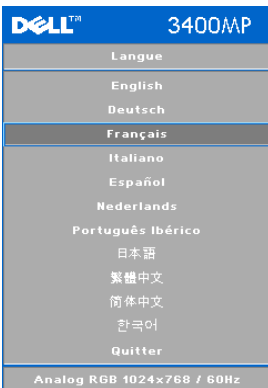 DELL™ 3400MP
Langue
English
Deutsch
Français
Italiano
Español
Nederlands
Português Ibérico
日本語
繁體中文
简体中文
한국어
Quitter
Analog RGB 1024x768 / 60Hz